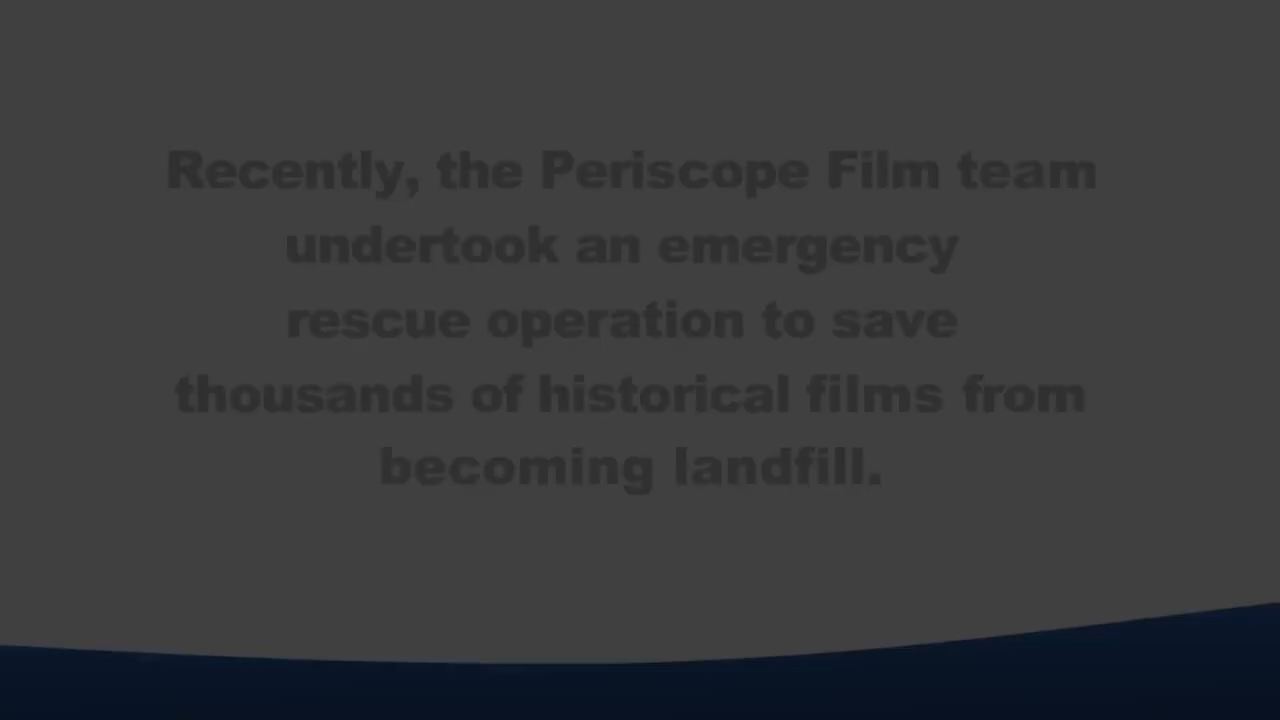 Recently, the Periscope Film team
undertook an emergency
rescue operation to save
thousands of historical films from
becoming landfill.